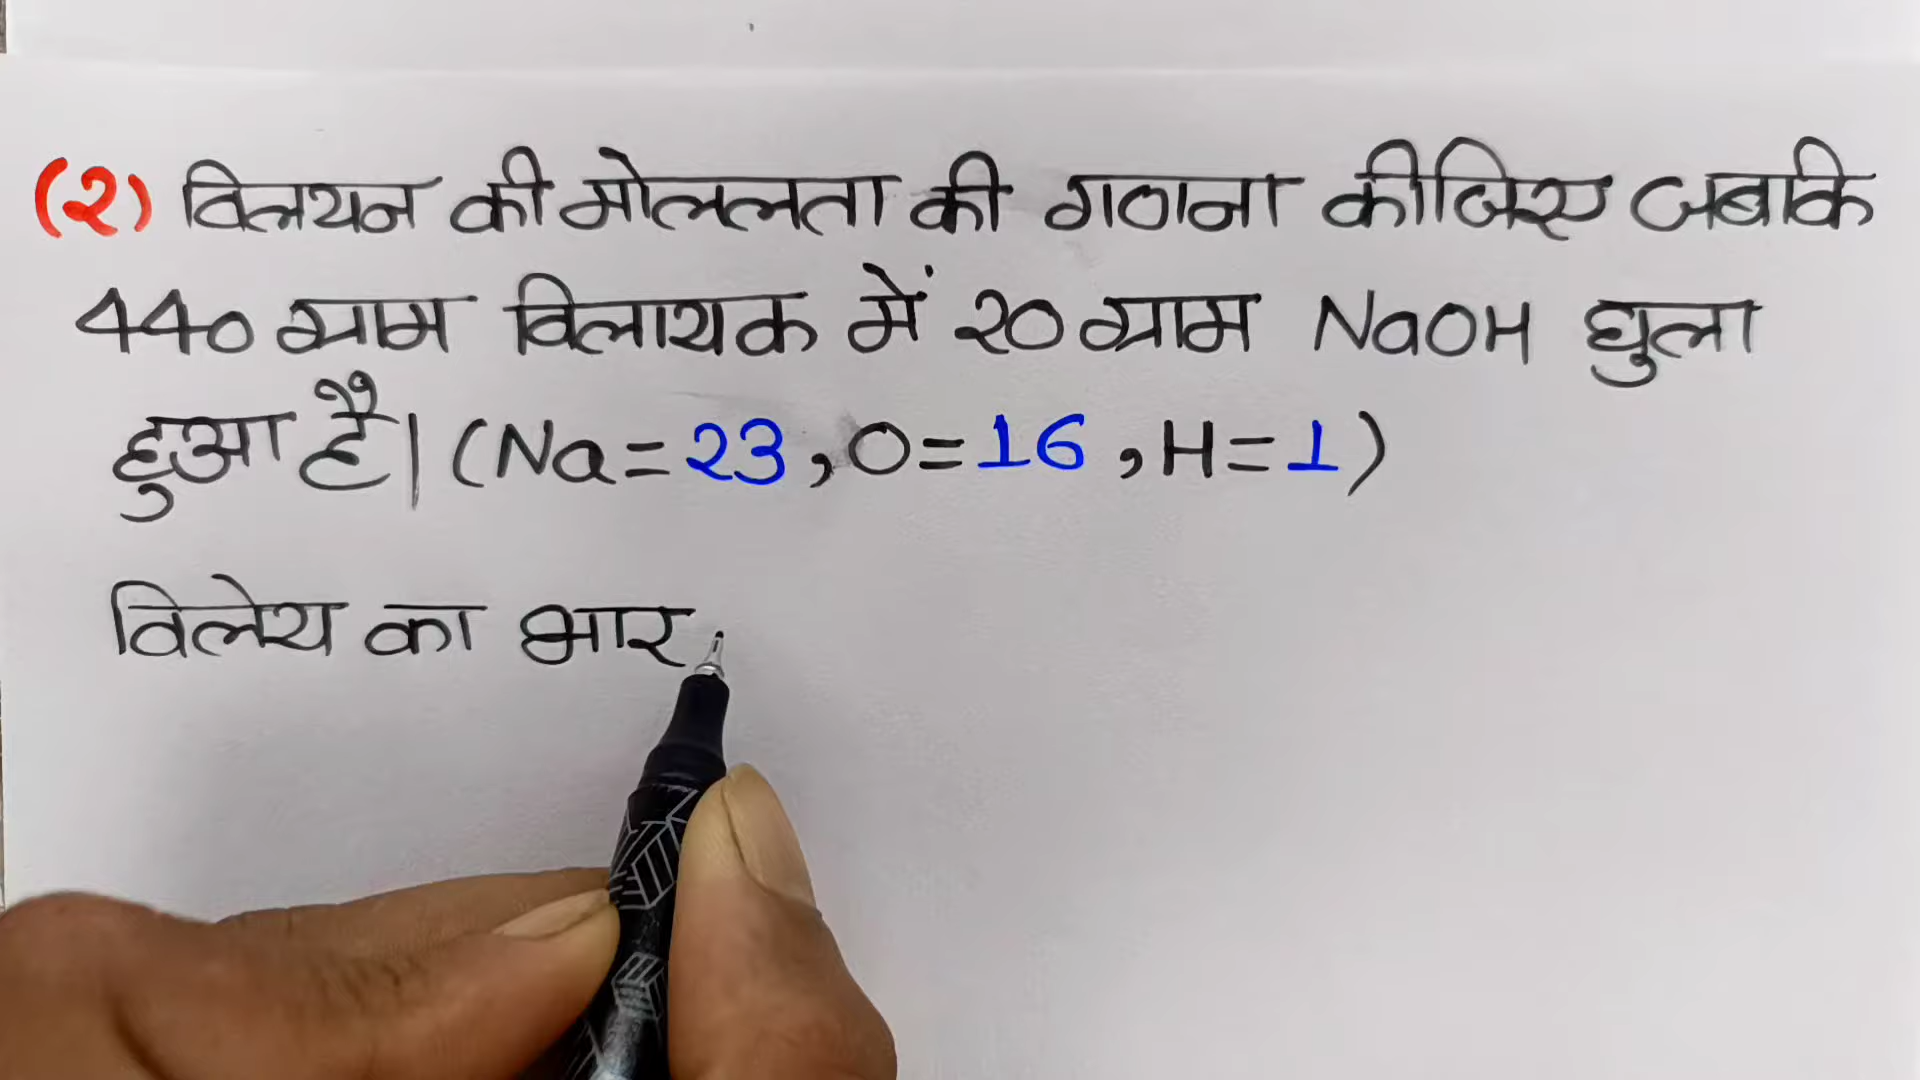 (२) विलयन की मोललता की गणना कीजिए जबकि
440 ग्राम विलायक में 20 ग्राम NaOH घुला
हुआ है। (Na=23, O=16, H=1)
विलेय का भार